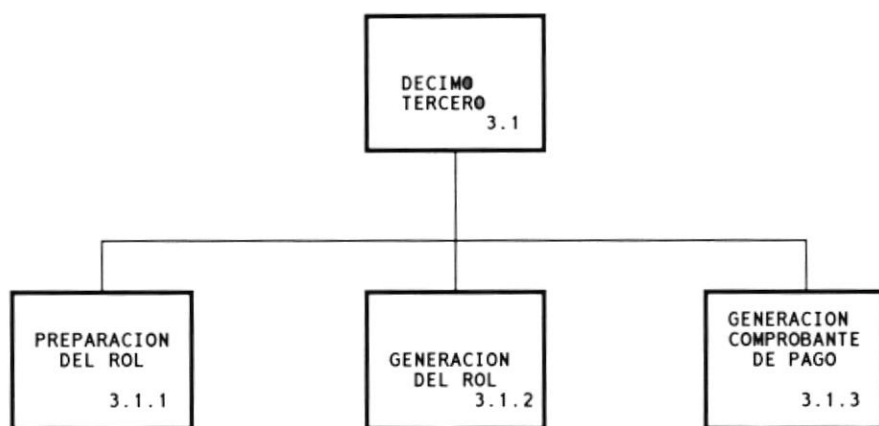 DECIMO
TERCERO
3.1
PREPARACION
DEL ROL
3.1.1
GENERACION
DEL ROL
3.1.2
GENERACION
COMPROBANTE
DE PAGO
3.1.3